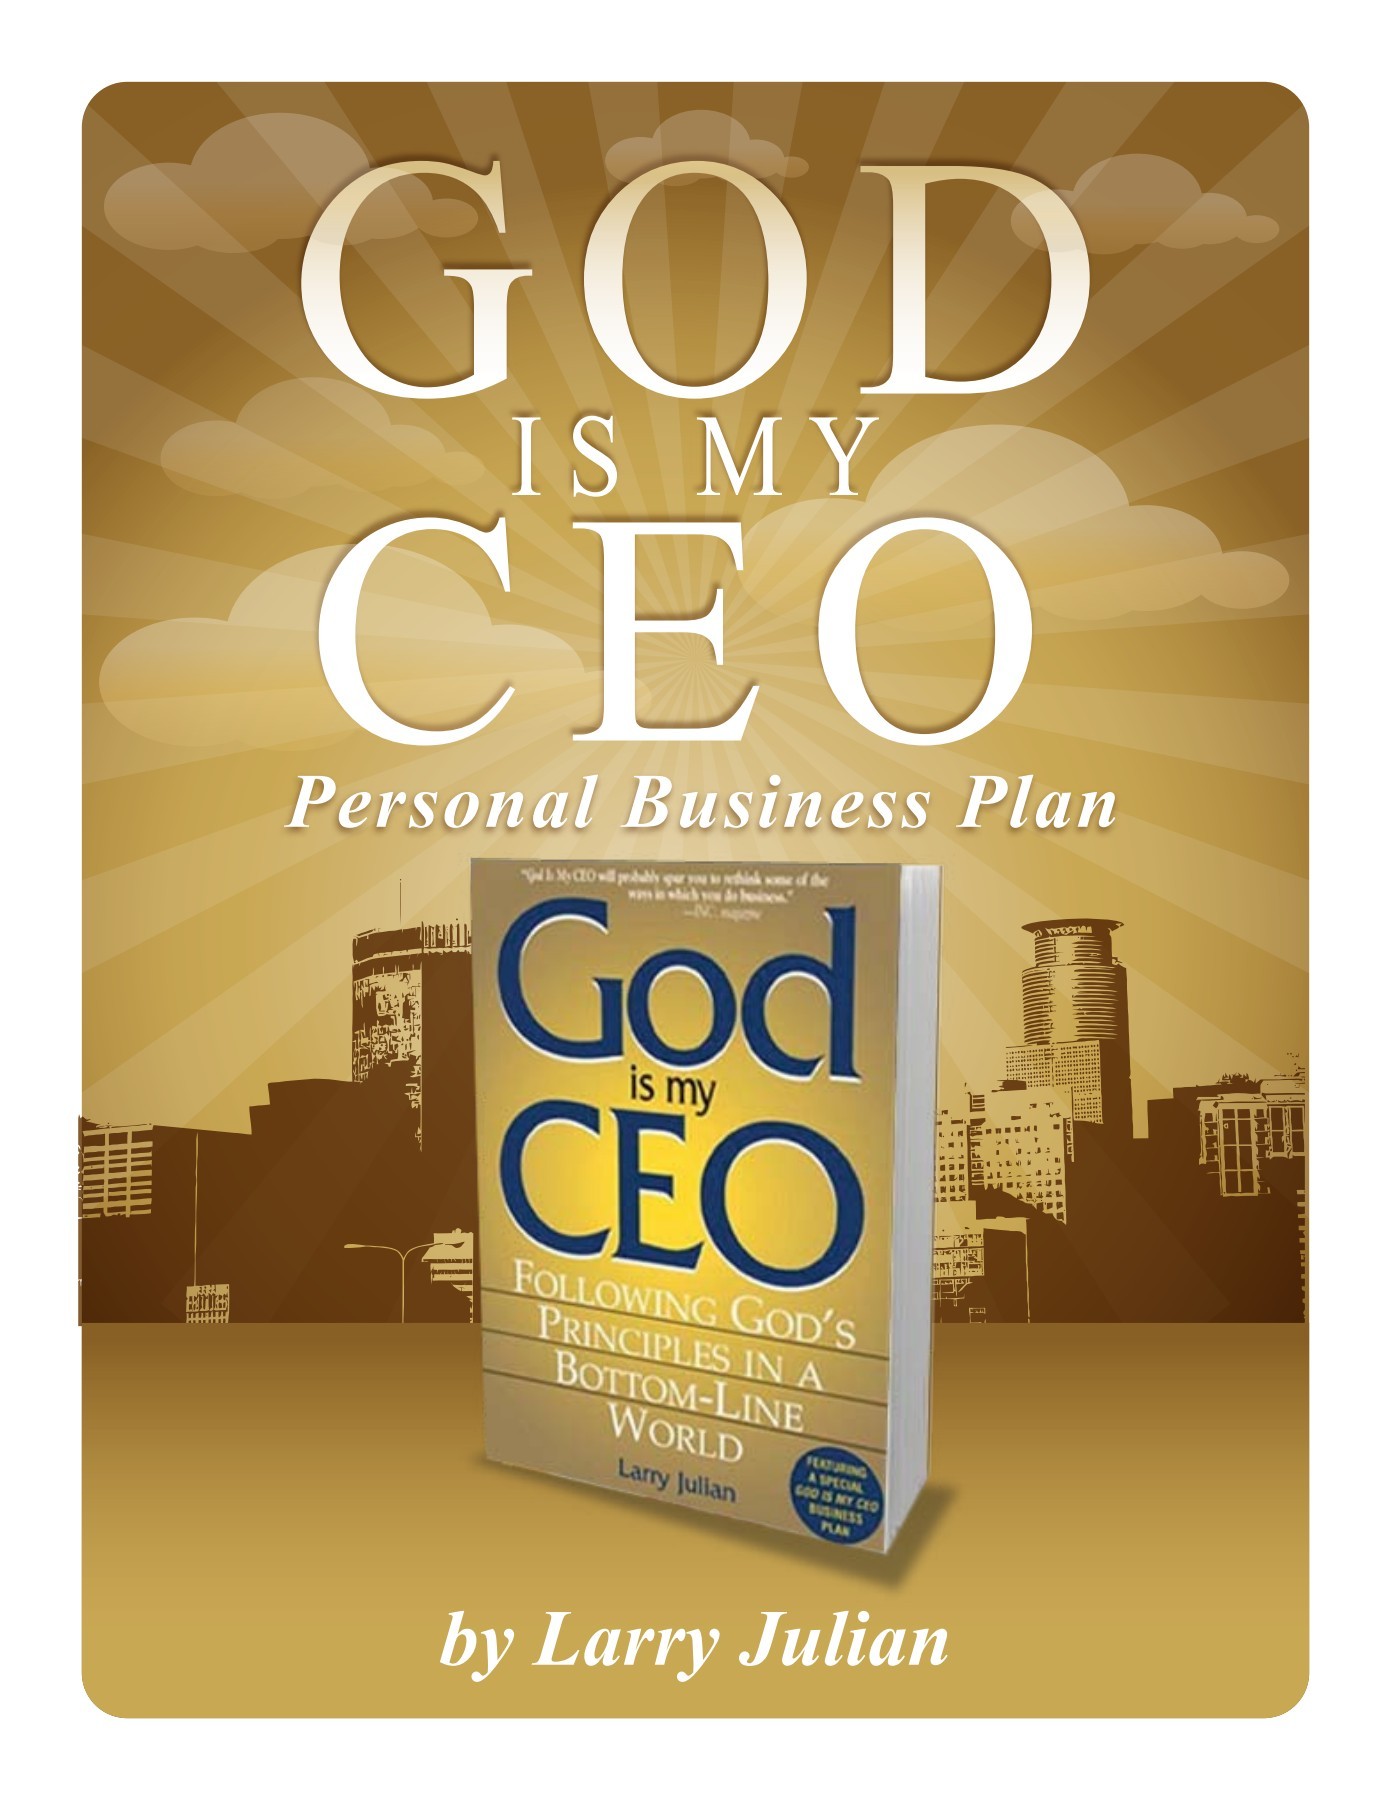 GOD
IS MY
CEO
Personal Business Plan
"God Is My CEO will probably spur you to rethink some of the
ways in which you do business."
—INC. magazine
God
is my
CEO
FOLLOWING GOD'S
PRINCIPLES IN A
BOTTOM-LINE
WORLD
Larry Julian
FEATURING
A SPECIAL
GOD IS MY CEO
BUSINESS
PLAN
by Larry Julian